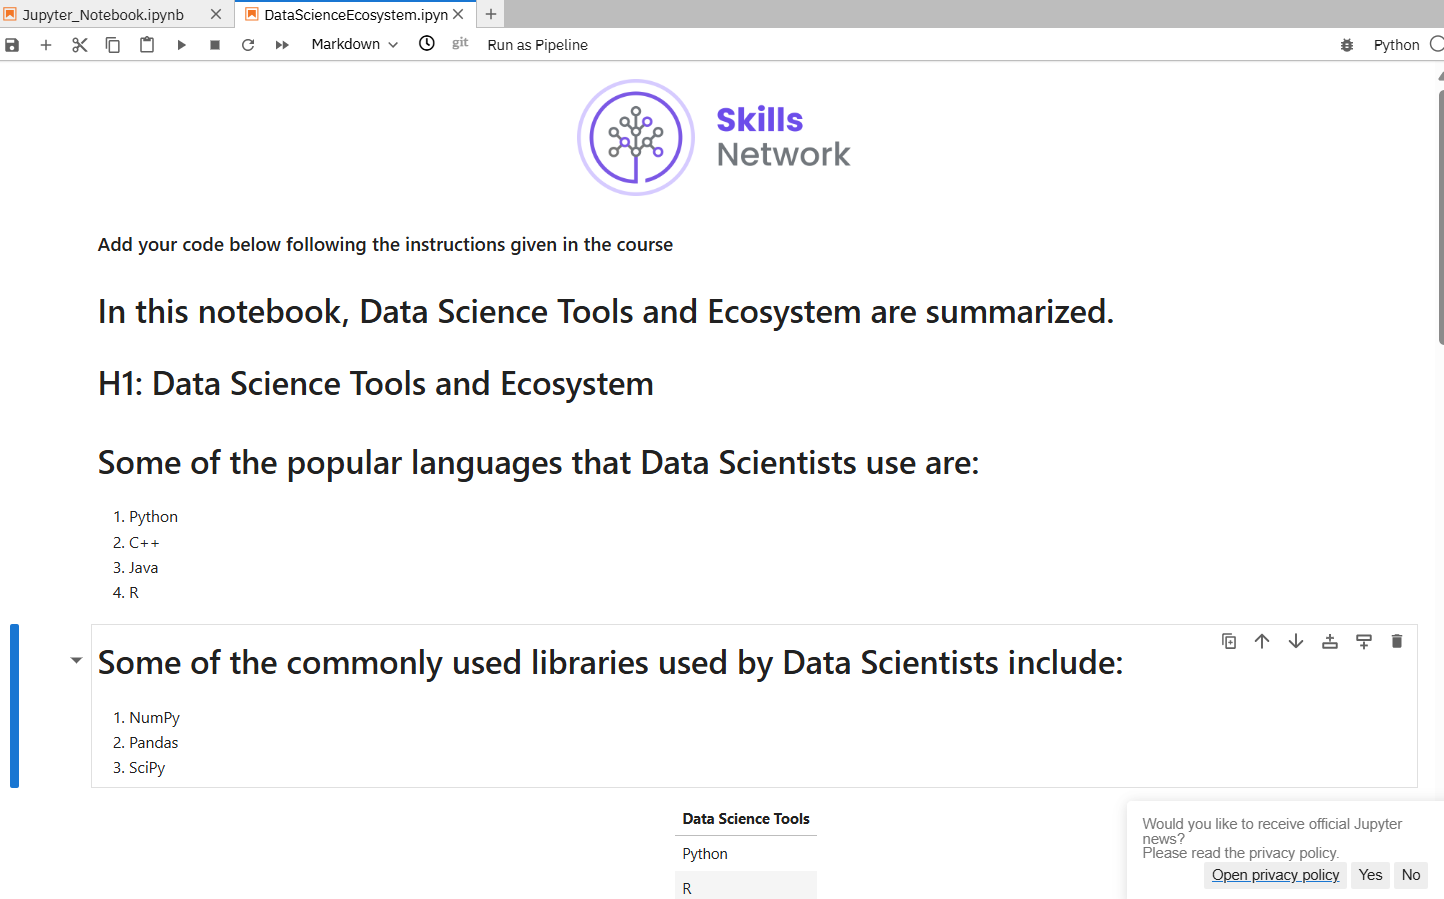 Jupyter_Notebook.ipynb
DataScienceEcosystem.ipyn
Markdown
git
Run as Pipeline
Python
Skills
Network
Add your code below following the instructions given in the course
In this notebook, Data Science Tools and Ecosystem are summarized.
H1: Data Science Tools and Ecosystem
Some of the popular languages that Data Scientists use are:
1. Python
2. C++
3. Java
4. R
Some of the commonly used libraries used by Data Scientists include:
1. NumPy
2. Pandas
3. SciPy
Data Science Tools
Python
R
Would you like to receive official Jupyter
news?
Please read the privacy policy.
Open privacy policy
Yes
No